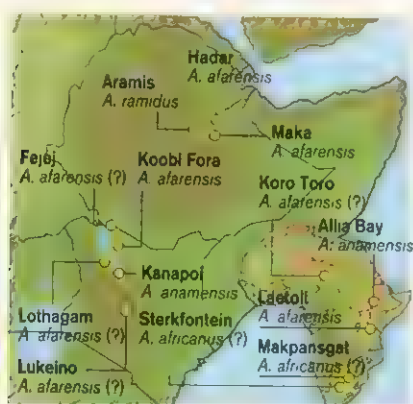 Hadar
A. afarensis
Aramis
A. ramidus
Maka
A. afarensis
Fejej
A. afarensis (?)
Koobi Fora
A. afarensis
Koro Toro
A. afarensis (?)
Allia Bay
A. anamensis
Kanapoi
A. anamensis
Laetoli
A. afarensis
Lothagam
A. afarensis (?)
Sterkfontein
A. africanus (?)
Makpansgat
A. africanus (?)
Lukeino
A. afarensis (?)